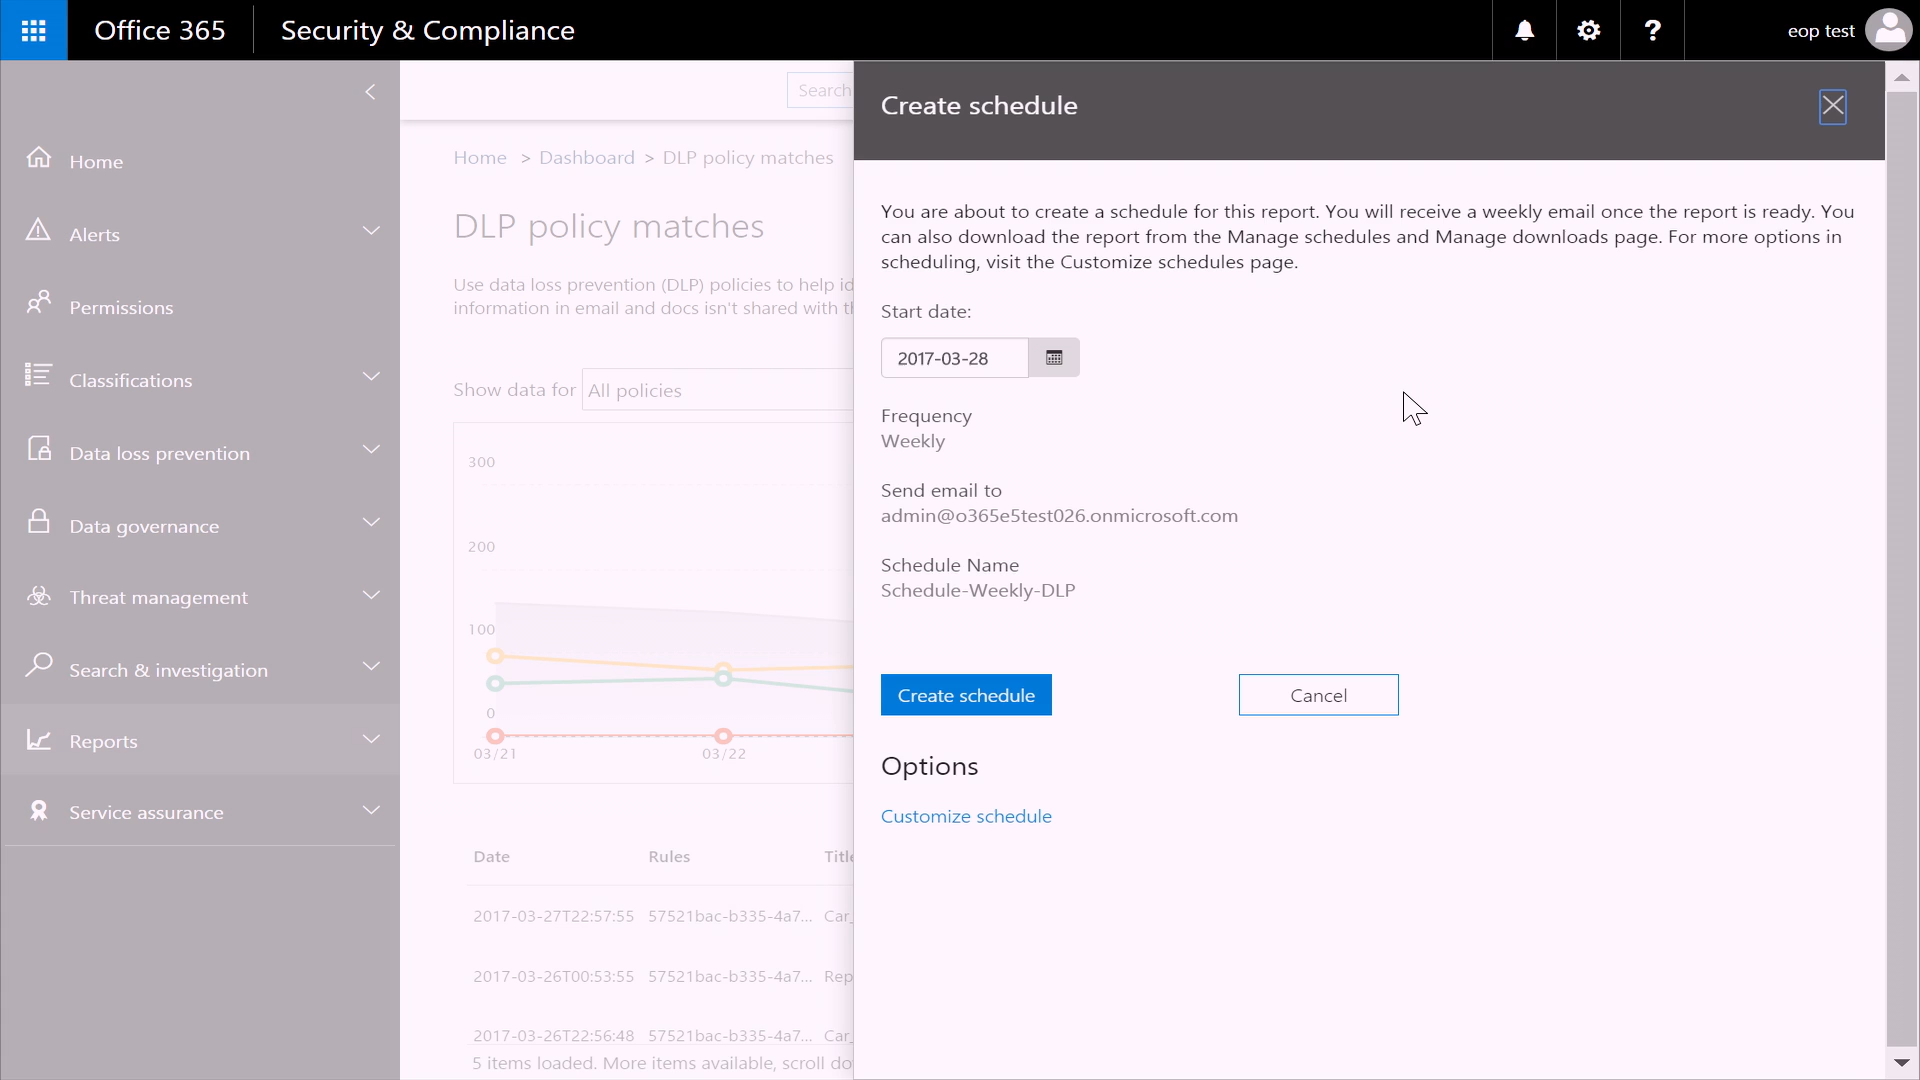 Office 365
Security & Compliance
eop test
Home
Alerts
Permissions
Classifications
Data loss prevention
Data governance
Threat management
Search & investigation
Reports
Service assurance
Search
Home > Dashboard > DLP policy matches
DLP policy matches
Use data loss prevention (DLP) policies to help
information in email and docs isn't shared with
Show data for All policies
300
200
100
0
03/21 03/22
Date Rules Title
2017-03-27T22:57:55 57521bac-b335-4a7... Car_
2017-03-26T00:53:55 57521bac-b335-4a7... Rep
2017-03-26T22:56:48 57521bac-b335-4a7... Car_
5 items loaded. More items available, scroll do
Create schedule
You are about to create a schedule for this report. You will receive a weekly email once the report is ready. You
can also download the report from the Manage schedules and Manage downloads page. For more options in
scheduling, visit the Customize schedules page.
Start date:
2017-03-28
Frequency
Weekly
Send email to
admin@o365e5test026.onmicrosoft.com
Schedule Name
Schedule-Weekly-DLP
Create schedule
Cancel
Options
Customize schedule